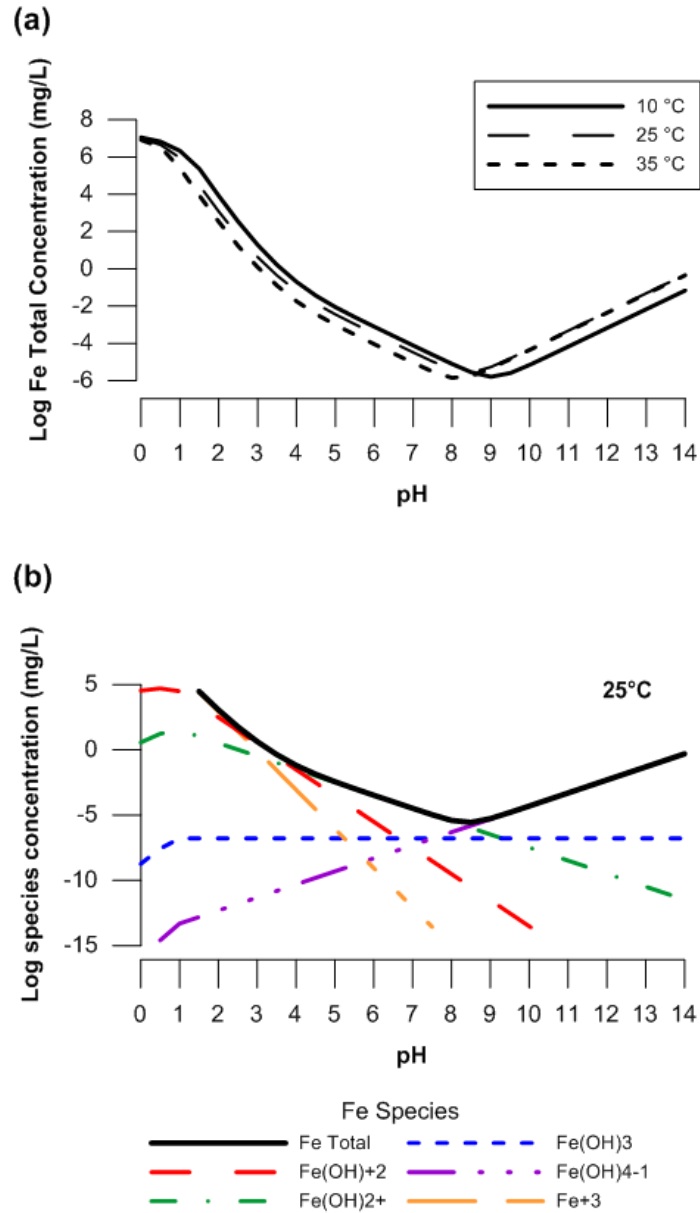 (a)
Log Fe Total Concentration (mg/L)
8
6
4
2
0
-2
-4
-6
10 °C
25 °C
35 °C
0 1 2 3 4 5 6 7 8 9 10 11 12 13 14
pH
(b)
Log species concentration (mg/L)
25°C
5
0
-5
-10
-15
0 1 2 3 4 5 6 7 8 9 10 11 12 13 14
pH
Fe Species
Fe Total Fe(OH)3
Fe(OH)+2 Fe(OH)4-1
Fe(OH)2+ Fe+3